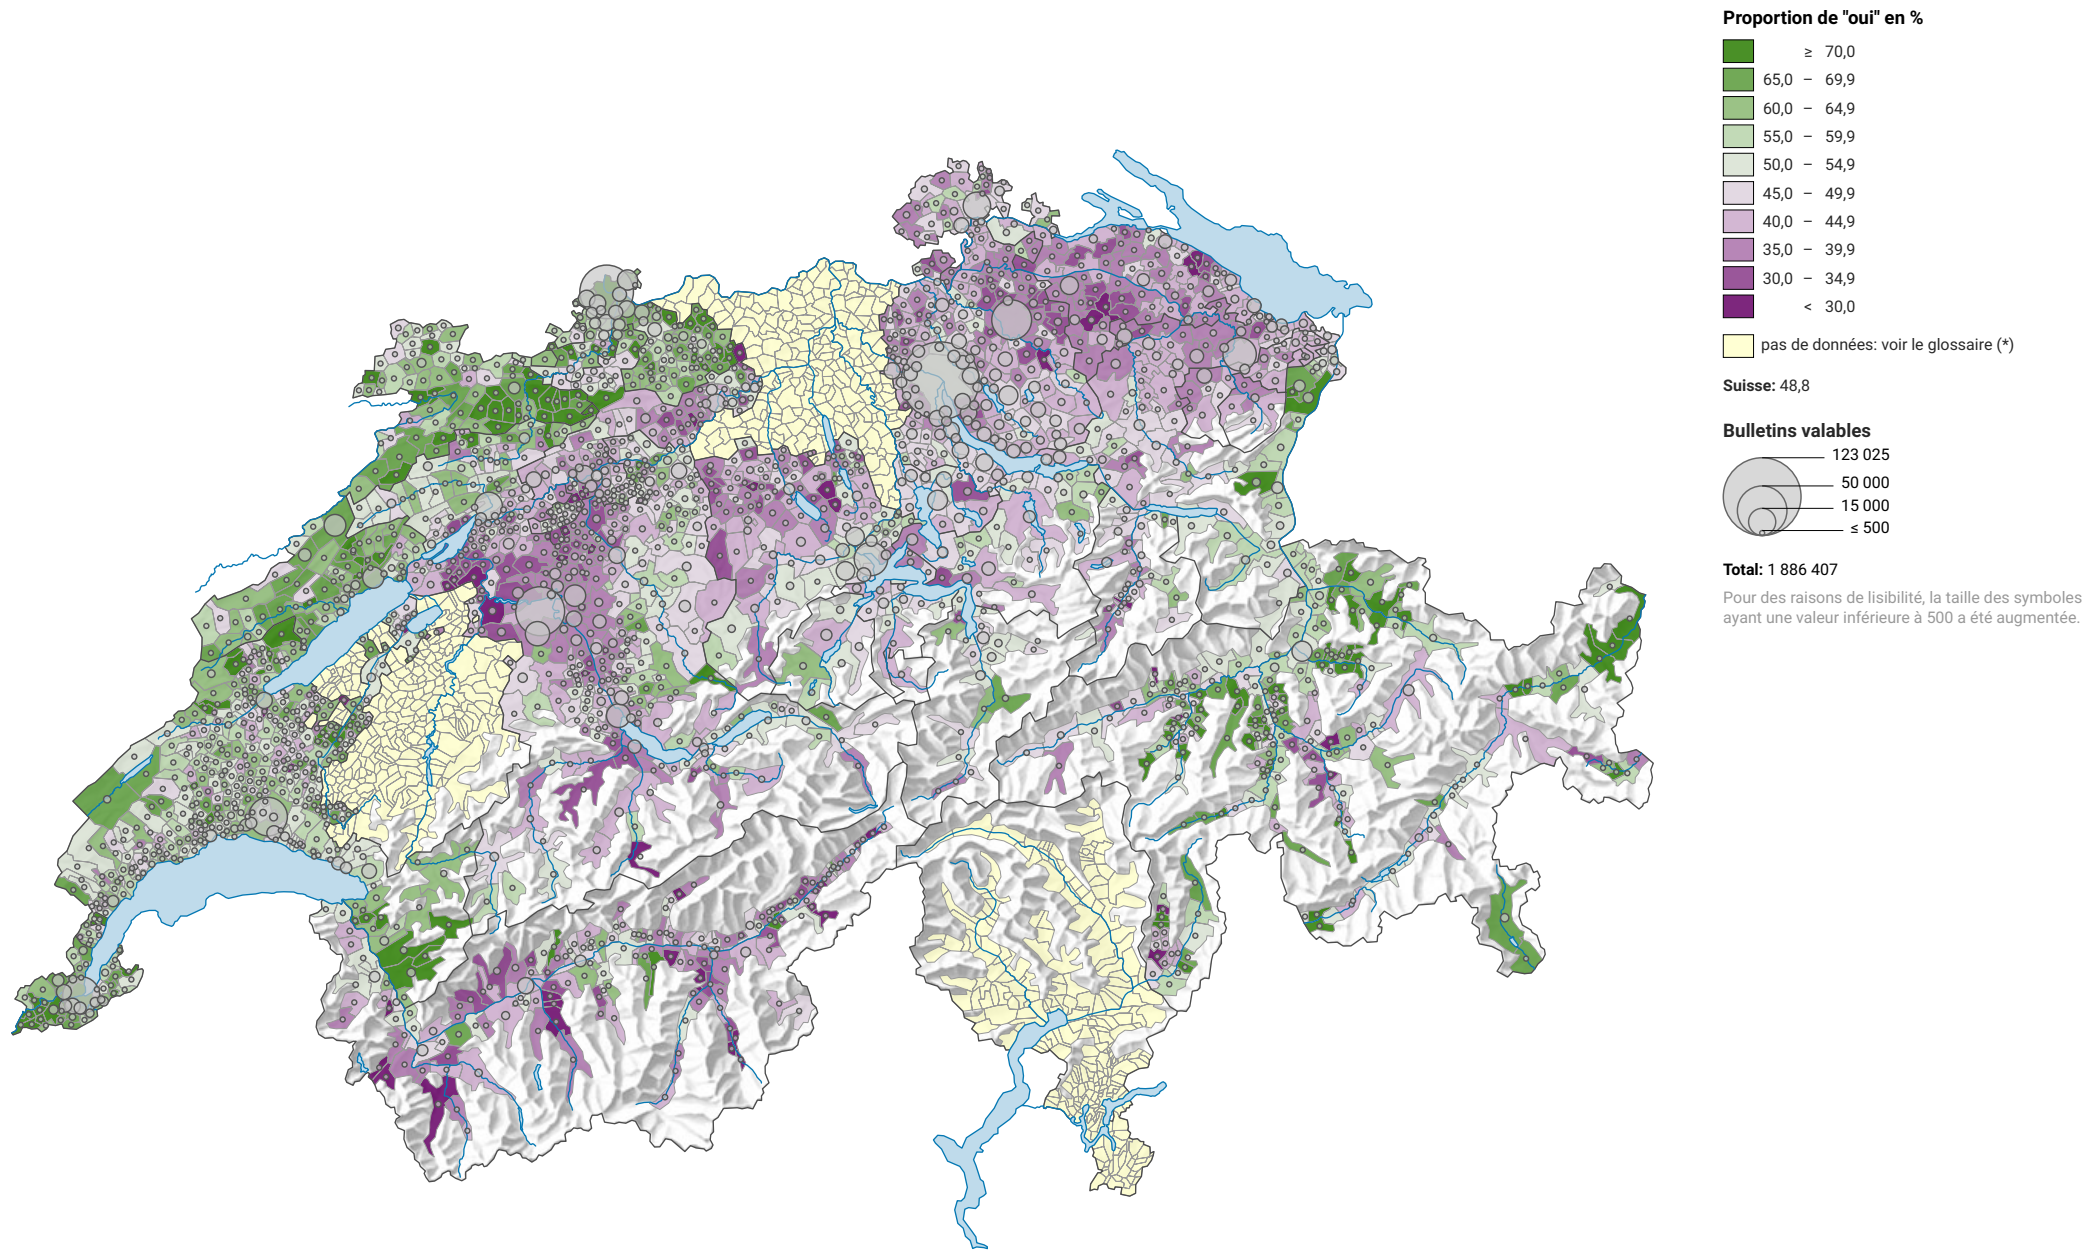 Proportion de "oui" en %
≥ 70,0
65,0 – 69,9
60,0 – 64,9
55,0 – 59,9
50,0 – 54,9
45,0 – 49,9
40,0 – 44,9
35,0 – 39,9
30,0 – 34,9
< 30,0
pas de données: voir le glossaire (*)
Suisse: 48,8
Bulletins valables
123 025
50 000
15 000
≤ 500
Total: 1 886 407
Pour des raisons de lisibilité, la taille des symboles
ayant une valeur inférieure à 500 a été augmentée.